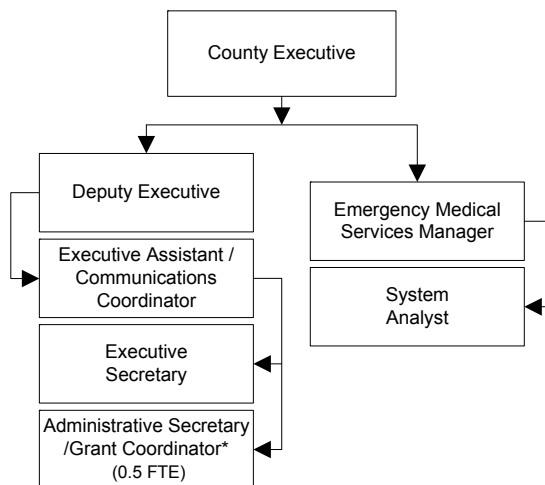 County Executive
Deputy Executive
Emergency Medical
Services Manager
Executive Assistant /
Communications
Coordinator
System
Analyst
Executive
Secretary
Administrative Secretary
/Grant Coordinator*
(0.5 FTE)